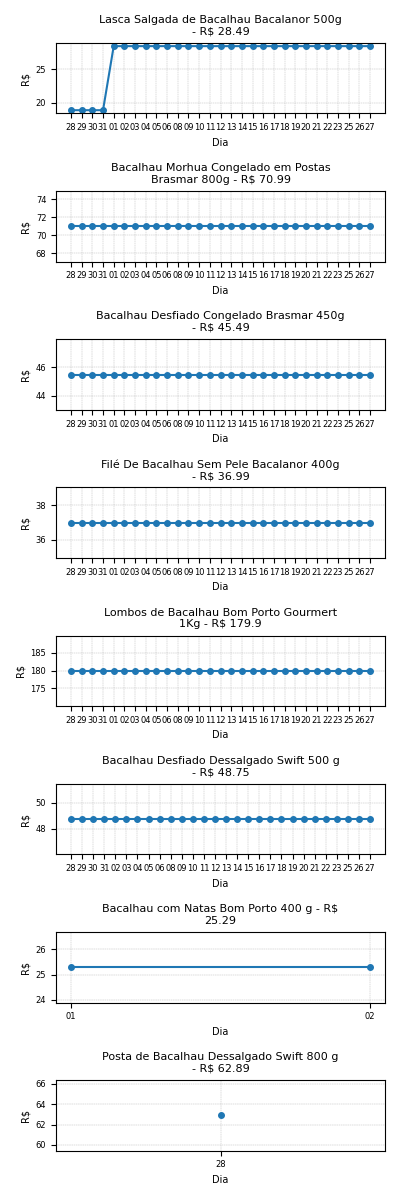 Lasca Salgada de Bacalhau Bacalanor 500g
- R$ 28.49
25
20
R$
28 29 30 31 01 02 03 04 05 06 07 08 09 10 11 12 13 14 15 16 17 18 19 20 21 22 23 25 26 27
Dia
Bacalhau Morhua Congelado em Postas
Brasmar 800g - R$ 70.99
74
72
70
68
R$
28 29 30 31 01 02 03 04 05 06 07 08 09 10 11 12 13 14 15 16 17 18 19 20 21 22 23 25 26 27
Dia
Bacalhau Desfiado Congelado Brasmar 450g
- R$ 45.49
46
44
R$
28 29 30 31 01 02 03 04 05 06 07 08 09 10 11 12 13 14 15 16 17 18 19 20 21 22 23 25 26 27
Dia
Filé De Bacalhau Sem Pele Bacalanor 400g
- R$ 36.99
38
36
R$
28 29 30 31 01 02 03 04 05 06 07 08 09 10 11 12 13 14 15 16 17 18 19 20 21 22 23 25 26 27
Dia
Lombos de Bacalhau Bom Porto Gourmert
1Kg - R$ 179.9
185
180
175
R$
28 29 30 31 01 02 03 04 05 06 07 08 09 10 11 12 13 14 15 16 17 18 19 20 21 22 23 25 26 27
Dia
Bacalhau Desfiado Dessalgado Swift 500 g
- R$ 48.75
50
48
R$
28 29 30 31 02 03 04 05 06 08 09 10 11 12 13 14 15 16 17 18 19 20 21 22 23 25 26 27
Dia
Bacalhau com Natas Bom Porto 400 g - R$
25.29
26
25
24
R$
01 02
Dia
Posta de Bacalhau Dessalgado Swift 800 g
- R$ 62.89
66
64
62
60
R$
28
Dia